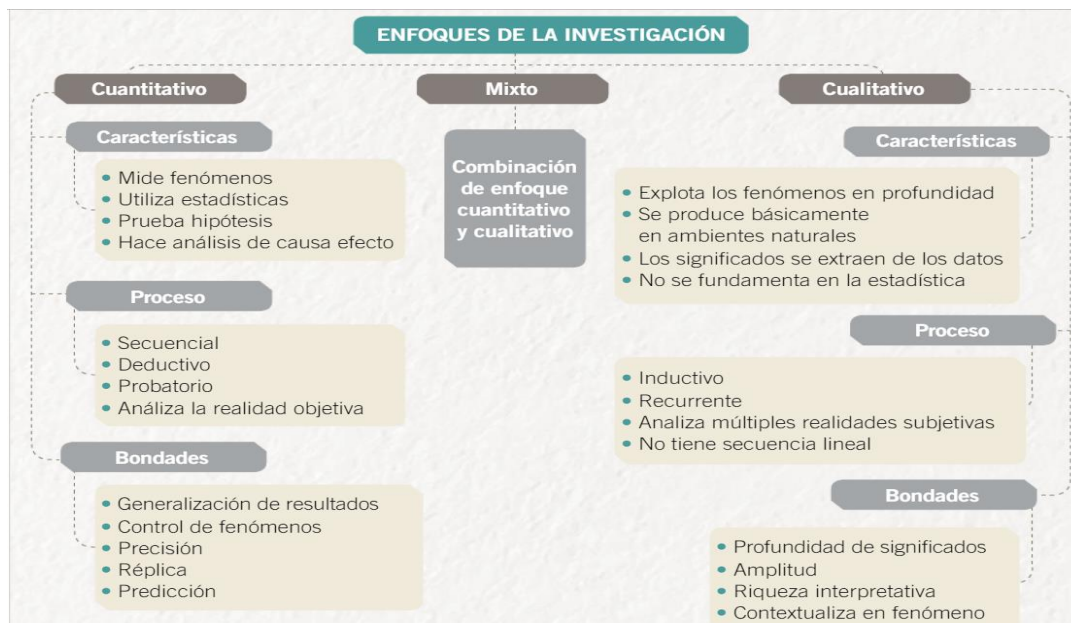 ENFOQUES DE LA INVESTIGACIÓN
Cuantitativo
Características
Mide fenómenos
Utiliza estadísticas
Prueba hipótesis
Hace análisis de causa efecto
Proceso
Secuencial
Deductivo
Probatorio
Análiza la realidad objetiva
Bondades
Generalización de resultados
Control de fenómenos
Precisión
Réplica
Predicción
Mixto
Combinación
de enfoque
cuantitativo
y cualitativo
Cualitativo
Características
Explota los fenómenos en profundidad
Se produce básicamente
en ambientes naturales
Los significados se extraen de los datos
No se fundamenta en la estadística
Proceso
Inductivo
Recurrente
Analiza múltiples realidades subjetivas
No tiene secuencia lineal
Bondades
Profundidad de significados
Amplitud
Riqueza interpretativa
Contextualiza en fenómeno